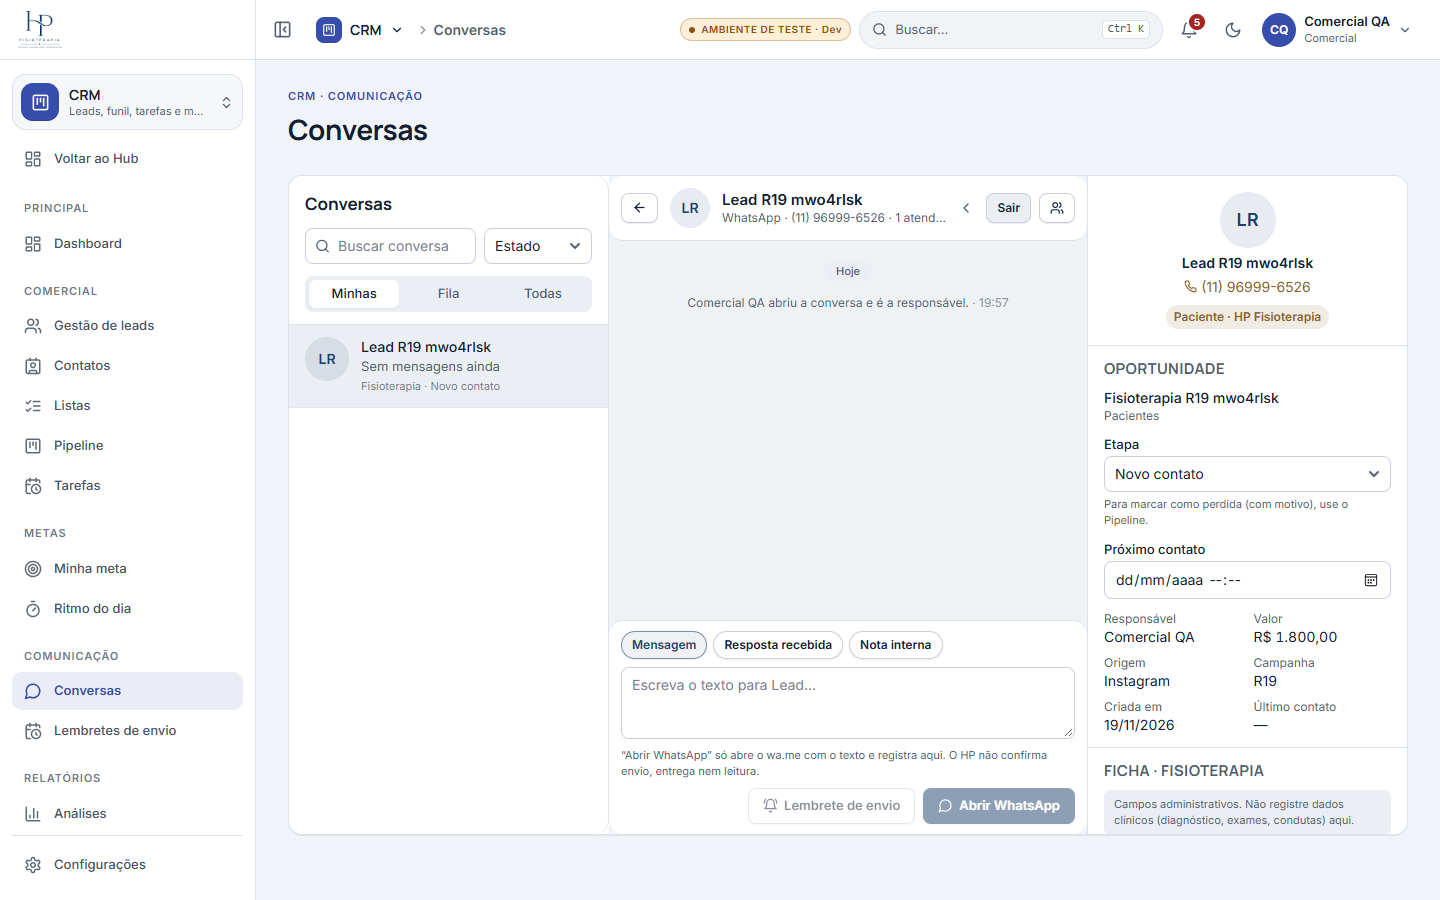 HP
FISIOTERAPIA
CRM
Conversas
AMBIENTE DE TESTE · Dev
Buscar...
Ctrl K
5
CQ
Comercial QA
Comercial
CRM
Leads, funil, tarefas e m...
Voltar ao Hub
PRINCIPAL
Dashboard
COMERCIAL
Gestão de leads
Contatos
Listas
Pipeline
Tarefas
METAS
Minha meta
Ritmo do dia
COMUNICAÇÃO
Conversas
Lembretes de envio
RELATÓRIOS
Análises
Configurações
CRM · COMUNICAÇÃO
Conversas
Conversas
Buscar conversa
Estado
Minhas
Fila
Todas
LR
Lead R19 mwo4rlsk
Sem mensagens ainda
Fisioterapia · Novo contato
LR
Lead R19 mwo4rlsk
WhatsApp · (11) 96999-6526 · 1 atend...
Sair
Hoje
Comercial QA abriu a conversa e é a responsável. · 19:57
Mensagem
Resposta recebida
Nota interna
Escreva o texto para Lead...
“Abrir WhatsApp” só abre o wa.me com o texto e registra aqui. O HP não confirma
envio, entrega nem leitura.
Lembrete de envio
Abrir WhatsApp
LR
Lead R19 mwo4rlsk
(11) 96999-6526
Paciente · HP Fisioterapia
OPORTUNIDADE
Fisioterapia R19 mwo4rlsk
Pacientes
Etapa
Novo contato
Para marcar como perdida (com motivo), use o
Pipeline.
Próximo contato
dd/mm/aaaa --:--
Responsável
Valor
Comercial QA
R$ 1.800,00
Origem
Campanha
Instagram
R19
Criada em
Último contato
19/11/2026
—
FICHA · FISIOTERAPIA
Campos administrativos. Não registre dados
clínicos (diagnóstico, exames, condutas) aqui.